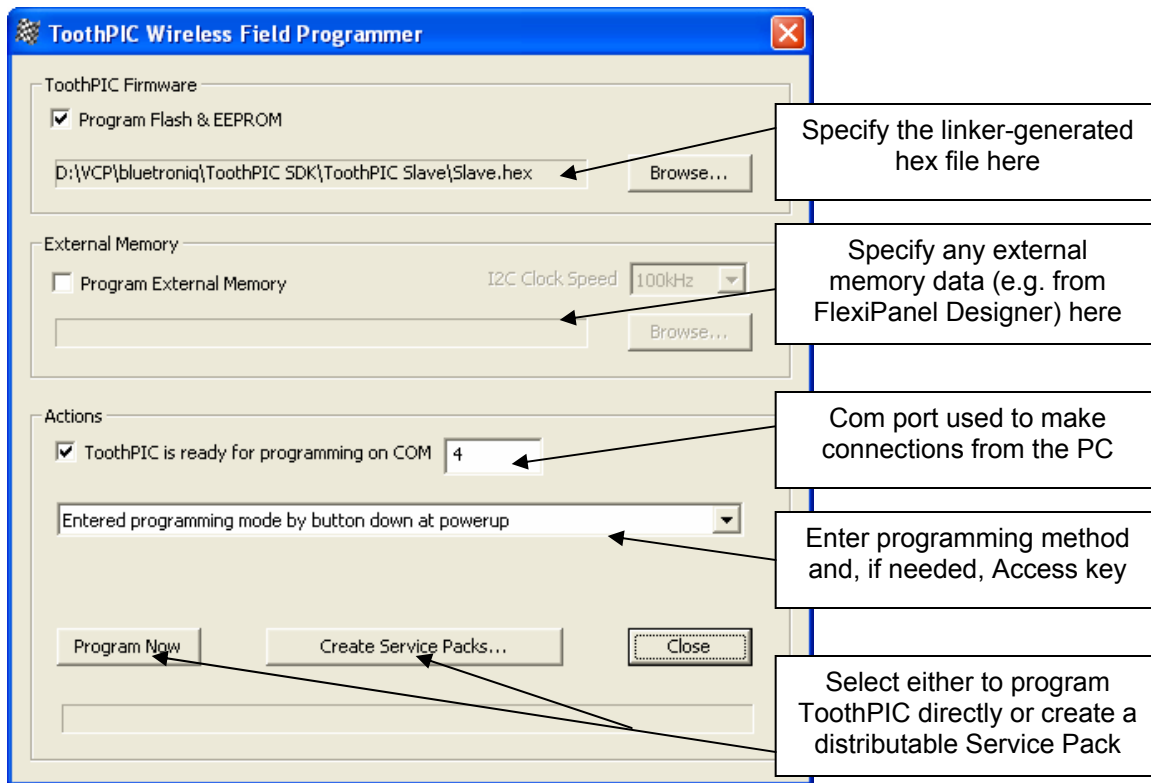 ToothPIC Wireless Field Programmer
ToothPIC Firmware
Program Flash & EEPROM
D:\VCP\bluetroniq\ToothPIC SDK\ToothPIC Slave\Slave.hex
Browse...
Specify the linker-generated
hex file here
External Memory
Program External Memory
I2C Clock Speed
100kHz
Browse...
Specify any external
memory data (e.g. from
FlexiPanel Designer) here
Actions
ToothPIC is ready for programming on COM
4
Com port used to make
connections from the PC
Entered programming mode by button down at powerup
Enter programming method
and, if needed, Access key
Program Now
Create Service Packs...
Close
Select either to program
ToothPIC directly or create a
distributable Service Pack